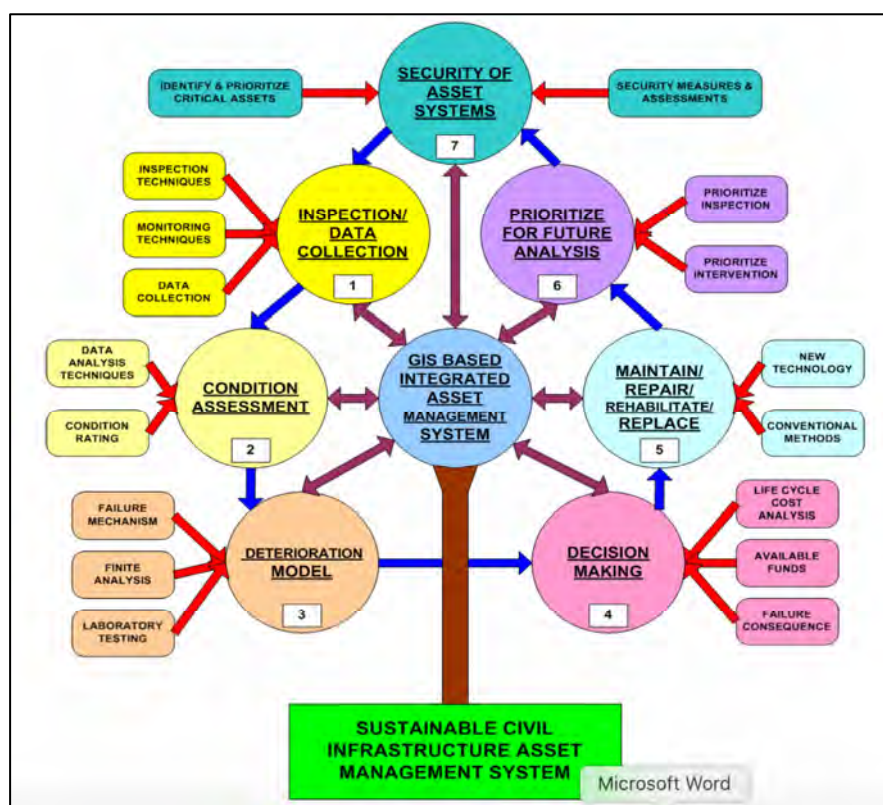 SECURITY OF
ASSET
SYSTEMS
7
IDENTIFY & PRIORITIZE
CRITICAL ASSETS
SECURITY MEASURES &
ASSESSMENTS
INSPECTION
TECHNIQUES
MONITORING
TECHNIQUES
DATA
COLLECTION
INSPECTION/
DATA
COLLECTION
1
PRIORITIZE
FOR FUTURE
ANALYSIS
6
PRIORITIZE
INSPECTION
PRIORITIZE
INTERVENTION
DATA
ANALYSIS
TECHNIQUES
CONDITION
RATING
CONDITION
ASSESSMENT
2
GIS BASED
INTEGRATED
ASSET
MANAGEMENT
SYSTEM
MAINTAIN/
REPAIR/
REHABILITATE/
REPLACE
5
NEW
TECHNOLOGY
CONVENTIONAL
METHODS
FAILURE
MECHANISM
FINITE
ANALYSIS
LABORATORY
TESTING
DETERIORATION
MODEL
3
DECISION
MAKING
4
LIFE CYCLE
COST
ANALYSIS
AVAILABLE
FUNDS
FAILURE
CONSEQUENCE
SUSTAINABLE CIVIL
INFRASTRUCTURE ASSET
MANAGEMENT SYSTEM
Microsoft Word